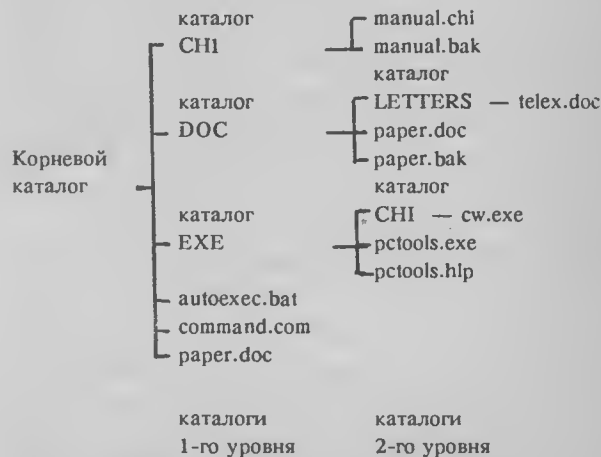 каталог manual.chi
CHI manual.bak
каталог
каталог LETTERS — telex.doc
DOC paper.doc
paper.bak
Корневой
каталог
каталог
каталог CHI — cw.exe
EXE pctools.exe
pctools.hlp
autoexec.bat
command.com
paper.doc
каталоги каталоги
1-го уровня 2-го уровня